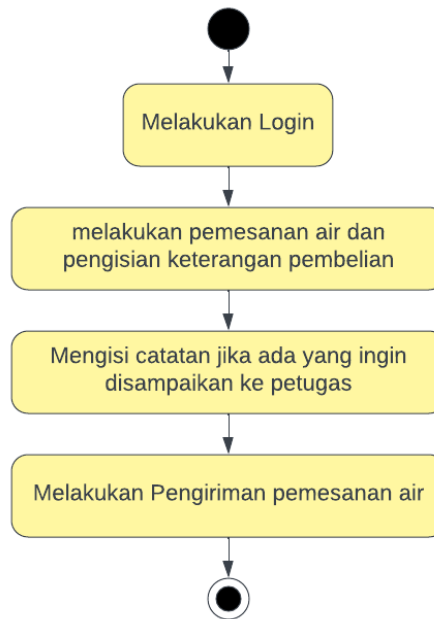 Melakukan Login
melakukan pemesanan air dan
pengisian keterangan pembelian
Mengisi catatan jika ada yang ingin
disampaikan ke petugas
Melakukan Pengiriman pemesanan air